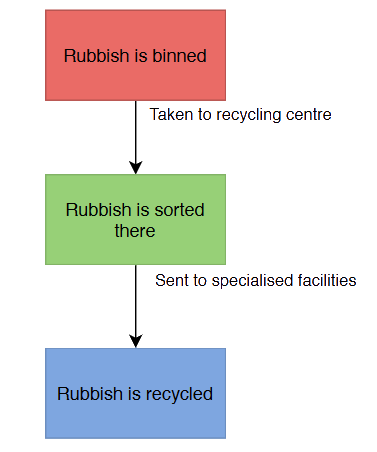 Rubbish is binned
Taken to recycling centre
Rubbish is sorted
there
Sent to specialised facilities
Rubbish is recycled